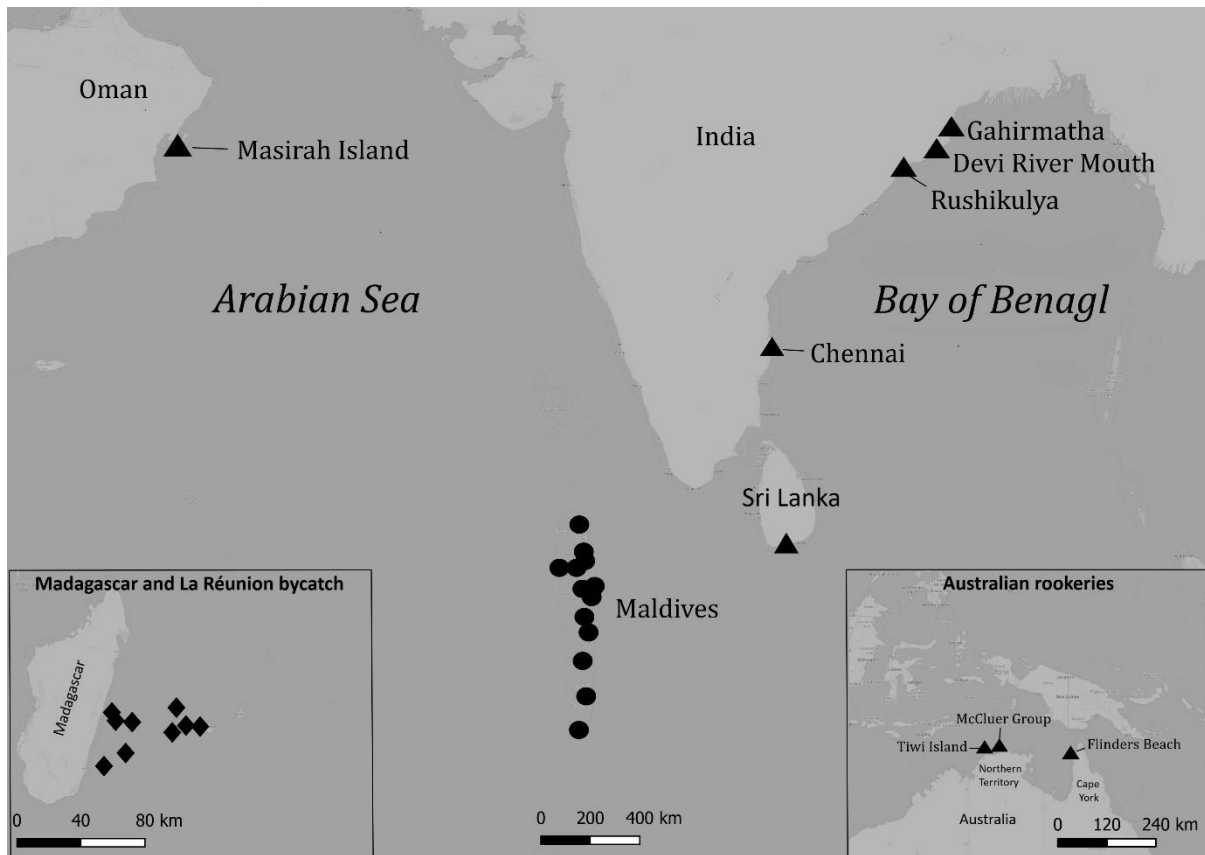 Oman
Masirah Island
India
Gahirmatha
Devi River Mouth
Rushikulya
Arabian Sea
Bay of Benagl
Chennai
Sri Lanka
Maldives
0 200 400 km
Madagascar and La Réunion bycatch
Madagascar
0 40 80 km
Australian rookeries
McCluer Group
Tiwi Island
Flinders Beach
Northern
Territory
Cape
York
Australia
0 120 240 km